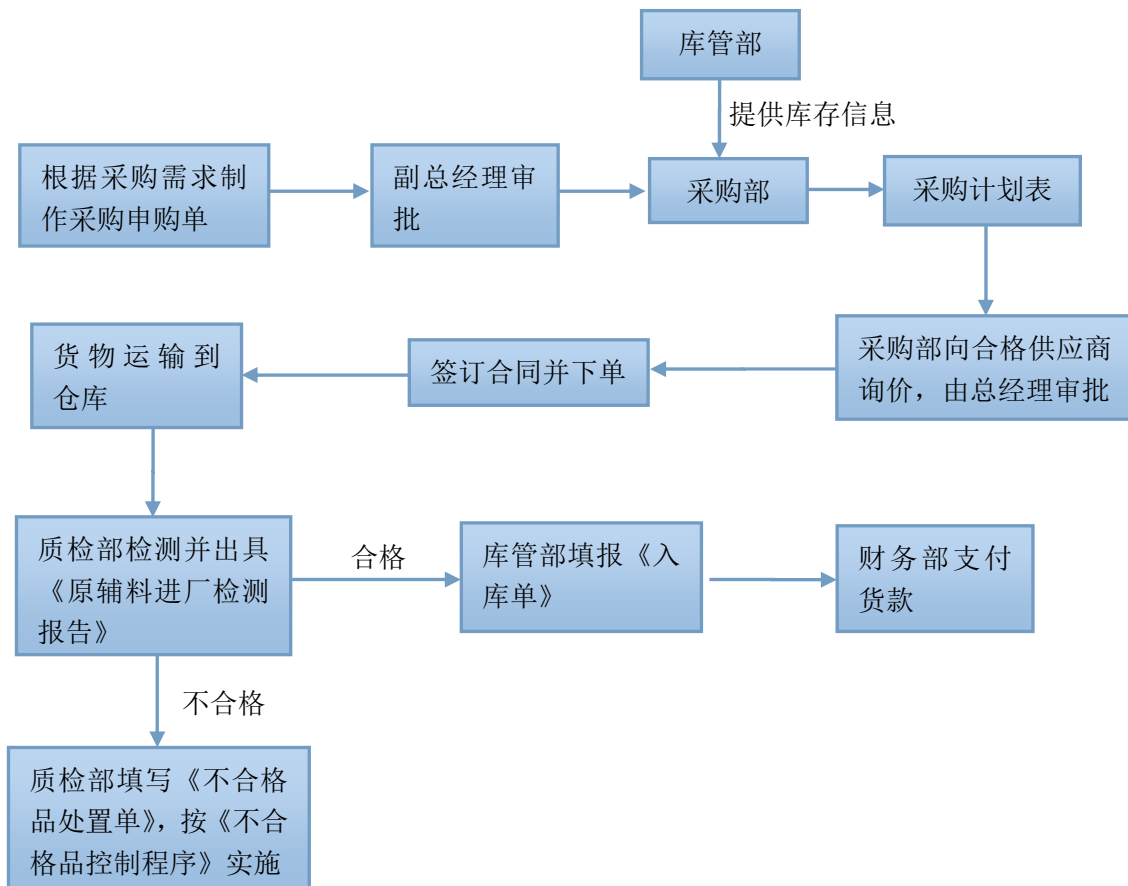 库管部
提供库存信息
根据采购需求制
作采购申购单
副总经理审
批
采购部
采购计划表
货物运输到
仓库
签订合同并下单
采购部向合格供应商
询价，由总经理审批
质检部检测并出具
《原辅料进厂检测
报告》
合格
库管部填报《入
库单》
财务部支付
货款
不合格
质检部填写《不合格
品处置单》，按《不合
格品控制程序》实施